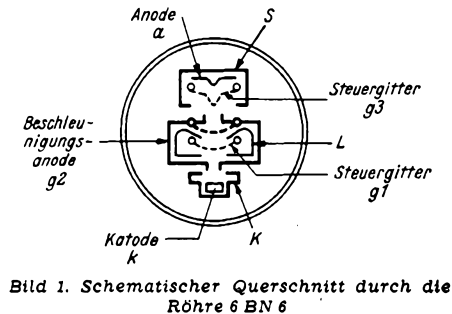 Anode
a
S
Steuergitter
g3
Beschleu-
nigungs-
anode
g2
L
Steuergitter
g1
Katode
k
K
Bild 1. Schematischer Querschnitt durch die
Röhre 6 BN 6